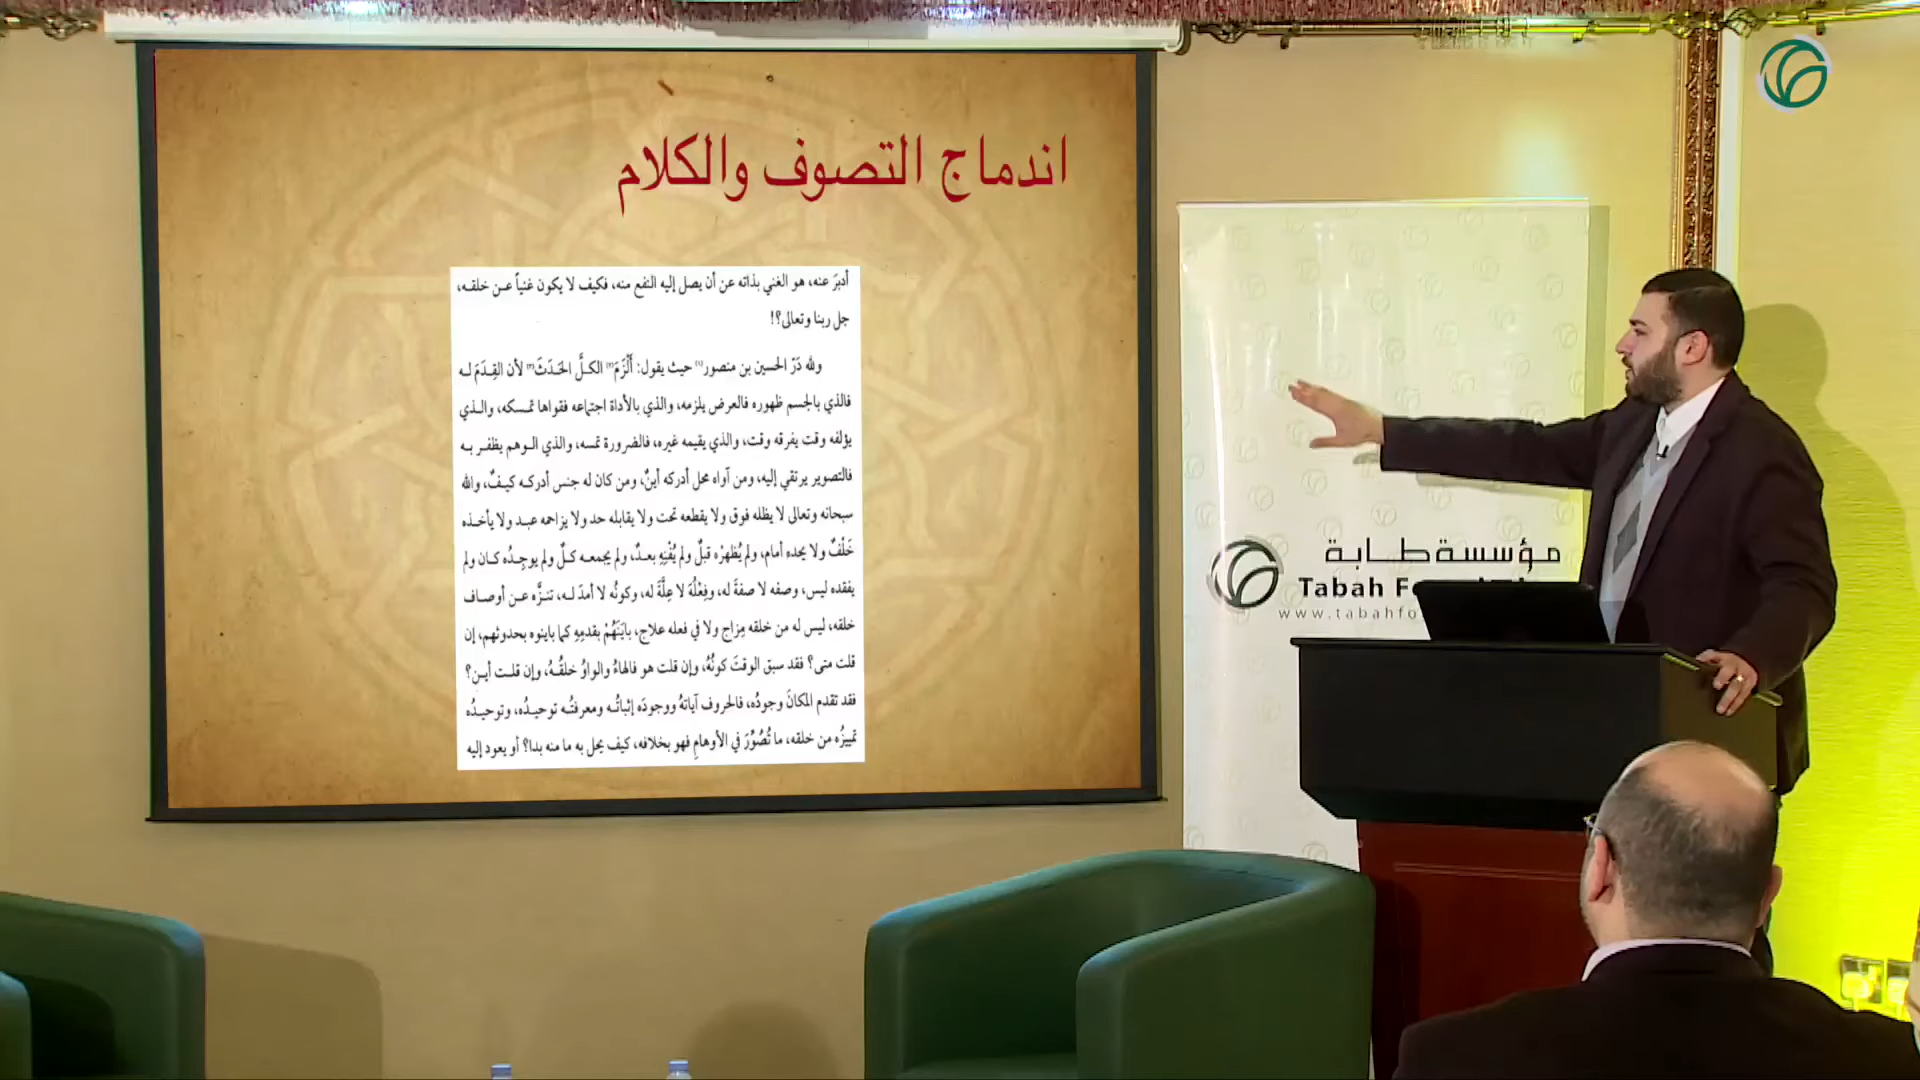 اندماج التصوف والكلام
أدبرَ عنه، هو الغني بذاته عن أن يصل إليه النفع منه، فكيف لا يكون غنياً عن خلقه،
جل ربنا وتعالى؟!
ولله دَرّ الحسين بن منصور حيث يقول: أَلْزَمَ الكلَّ الحَدَثَ لأن القِدَمَ له
فالذي بالجسم ظهوره فالعرض يلزمه، والذي بالأداة اجتماعه فقواها تمسكه، والذي
يؤلفه وقت يفرقه وقت، والذي يقيمه غيره، فالضرورة تمسه، والذي الوهم يظفر به
فالتصوير يرتقي إليه، ومن آواه محل أدركه أينٌ، ومن كان له جنس أدركه كيفٌ، والله
سبحانه وتعالى لا يظله فوق ولا يقطعه تحت ولا يقابله حد ولا يزاحمه عبد ولا يأخذه
خَلْفٌ ولا يحده أمام، ولم يُظهِرْه قبلٌ ولم يُفْنِهِ بعدٌ، ولم يجمعه كلٌ ولم يوجِدْه كان ولم
يفقده ليس، وصفه لا صفةَ له، وفِعْلُهُ لا عِلَّةَ له، وكونُه لا أمدَ له، تنزَّه عن أوصاف
خلقه، ليس له من خلقه مِزاج ولا في فعله علاج، بايَنَهُمْ بقدمِهِ كما باينوه بحدوثهم، إن
قلت متى؟ فقد سبق الوقتَ كونُهُ، وإن قلت هو فالهاءُ والواوُ خلقُهُ، وإن قلت أين؟
فقد تقدم المكانَ وجودُه، فالحروف آياتهُ ووجودَه إثباتُه ومعرفتُه توحيدُه، وتوحيدُه
تمييزُه من خلقه، ما تُصُوِّرَ في الأوهامِ فهو بخلافه، كيف يحل به ما منه بدا؟ أو يعود إليه
مؤسسة طابة
Tabah
www.tabahfo